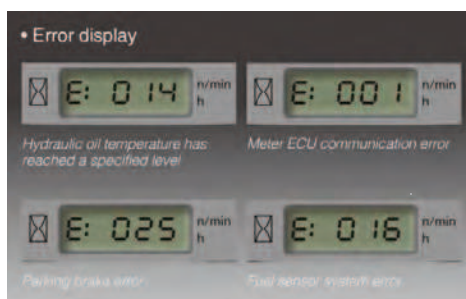 • Error display
E: 014 n/min
h
E: 001 n/min
h
Hydraulic oil temperature has
reached a specified level
Meter ECU communication error
E: 025 n/min
h
E: 016 n/min
h
Parking braka error
Fuel sensor system error